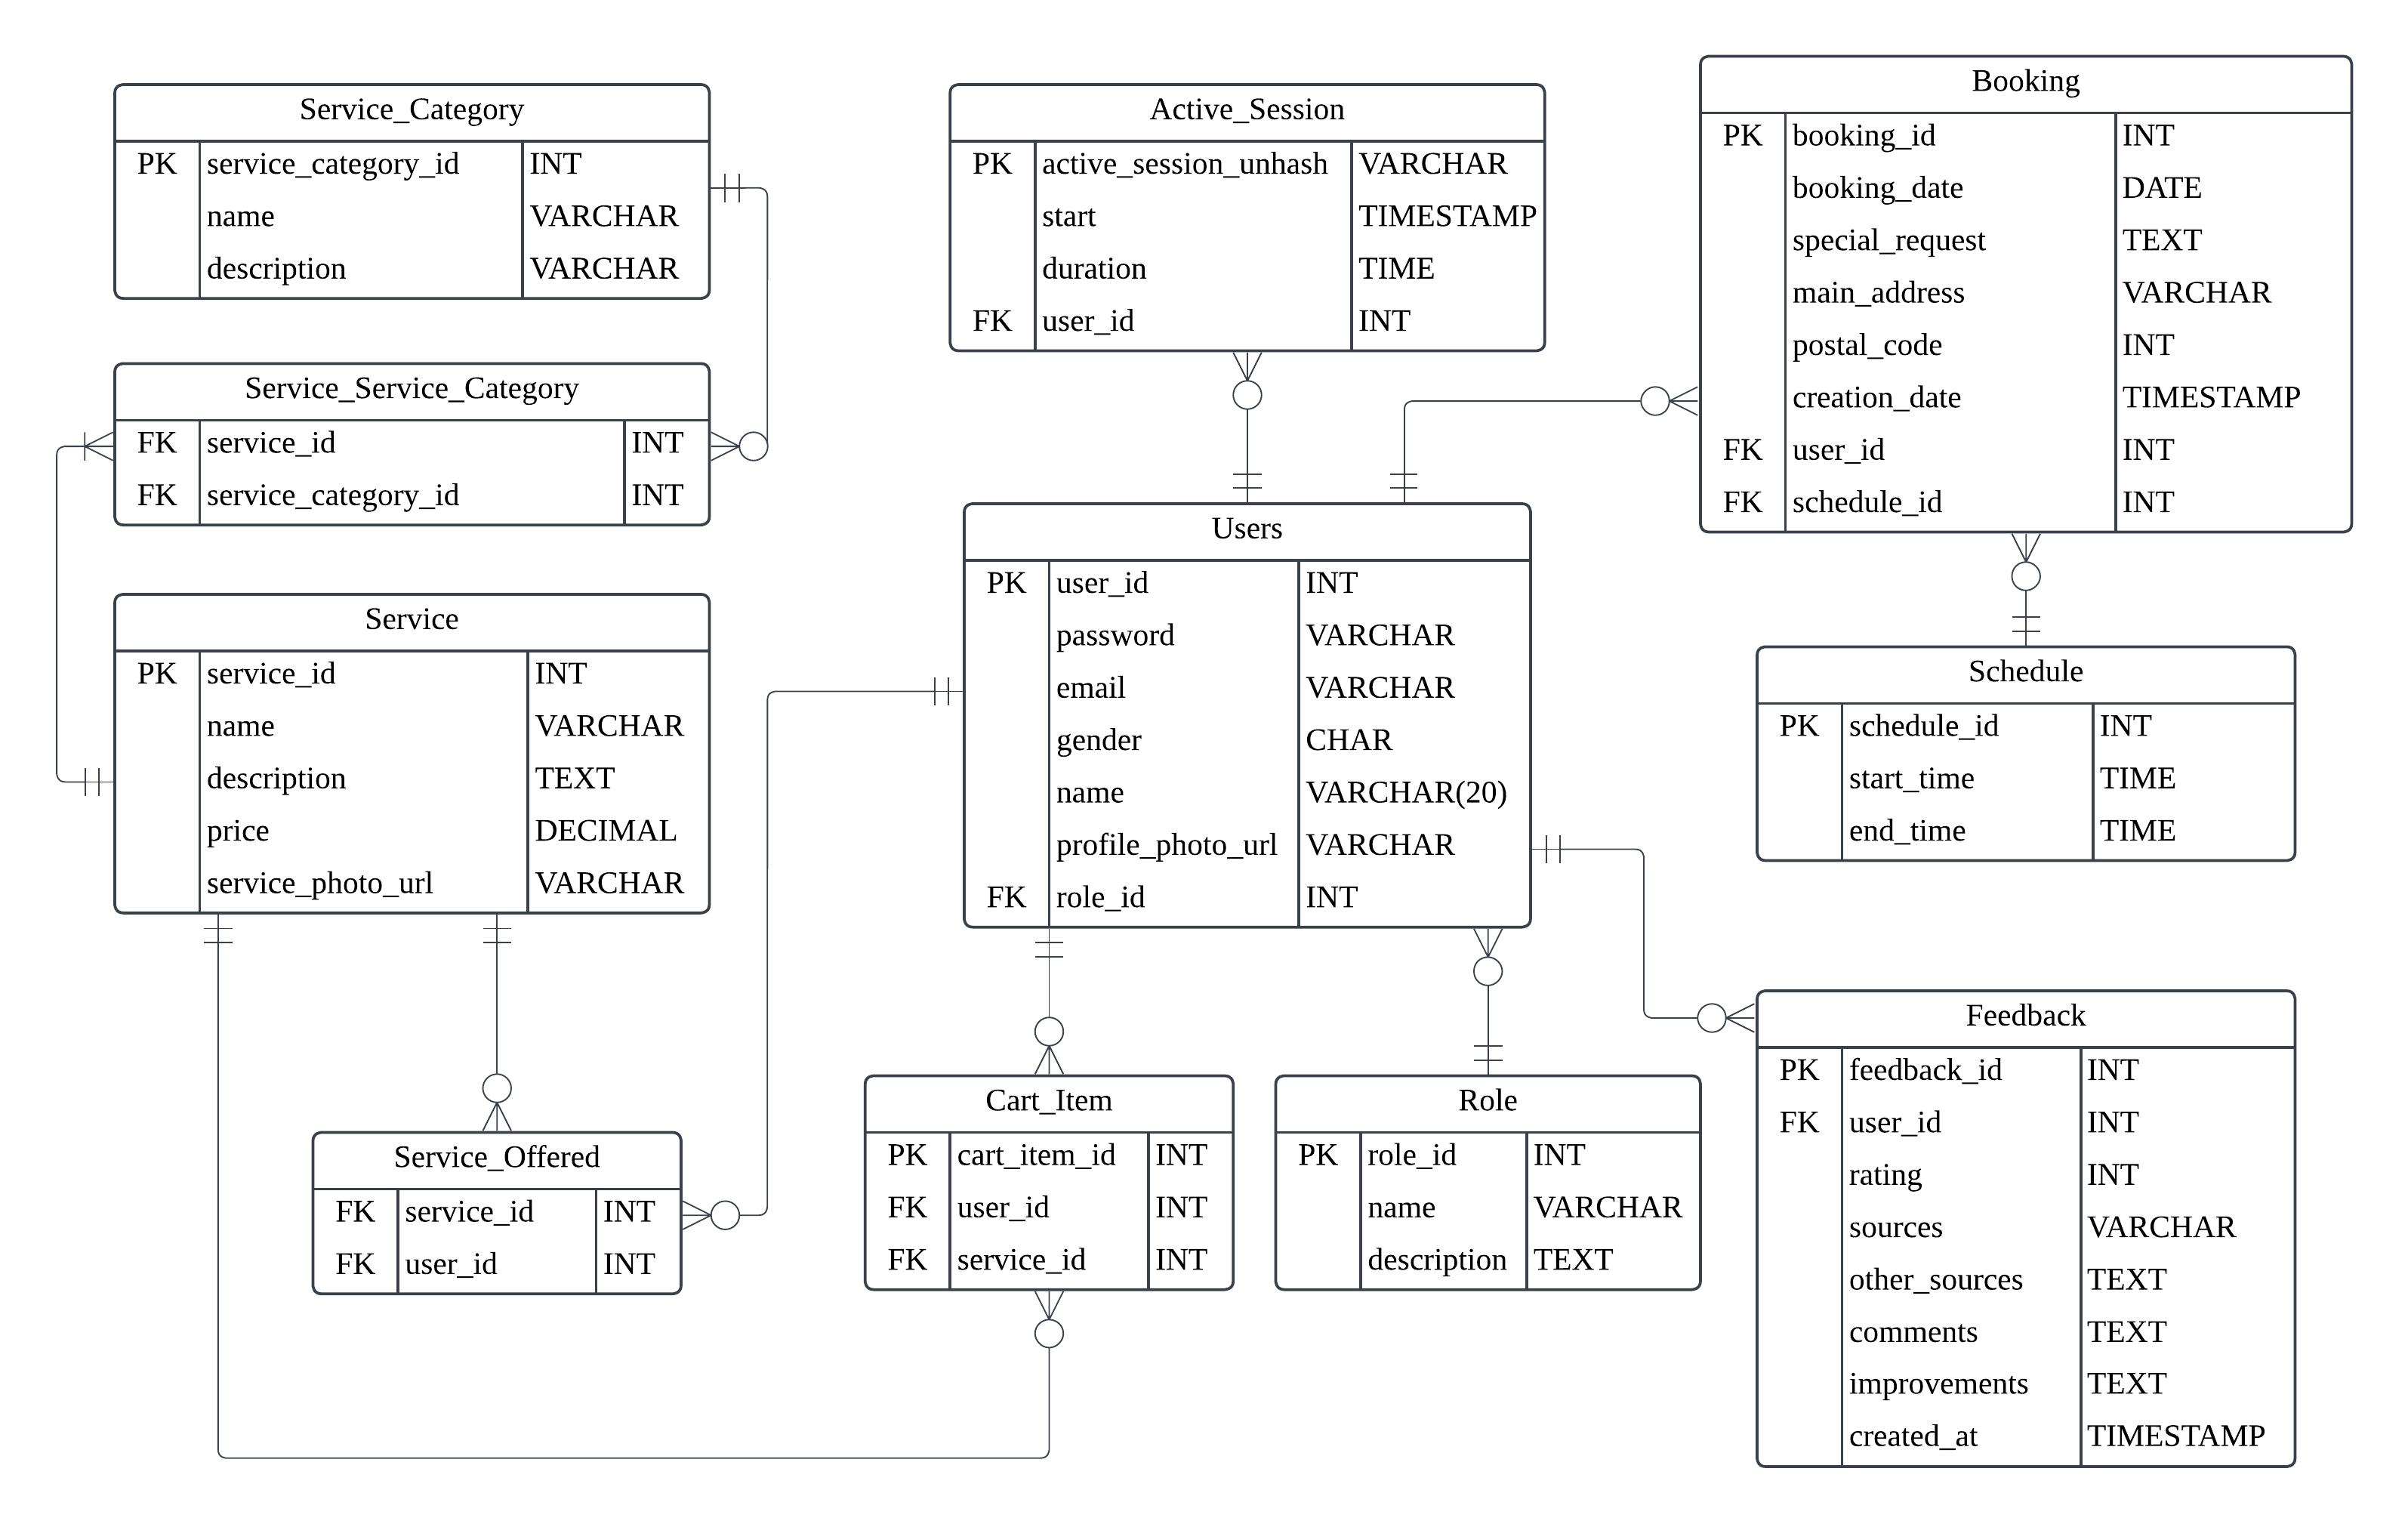 Service_Category
PK service_category_id INT
name VARCHAR
description VARCHAR
Service_Service_Category
FK service_id INT
FK service_category_id INT
Service
PK service_id INT
name VARCHAR
description TEXT
price DECIMAL
service_photo_url VARCHAR
Service_Offered
FK service_id INT
FK user_id INT
Active_Session
PK active_session_unhash VARCHAR
start TIMESTAMP
duration TIME
FK user_id INT
Users
PK user_id INT
password VARCHAR
email VARCHAR
gender CHAR
name VARCHAR(20)
profile_photo_url VARCHAR
FK role_id INT
Cart_Item
PK cart_item_id INT
FK user_id INT
FK service_id INT
Role
PK role_id INT
name VARCHAR
description TEXT
Booking
PK booking_id INT
booking_date DATE
special_request TEXT
main_address VARCHAR
postal_code INT
creation_date TIMESTAMP
FK user_id INT
FK schedule_id INT
Schedule
PK schedule_id INT
start_time TIME
end_time TIME
Feedback
PK feedback_id INT
FK user_id INT
rating INT
sources VARCHAR
other_sources TEXT
comments TEXT
improvements TEXT
created_at TIMESTAMP